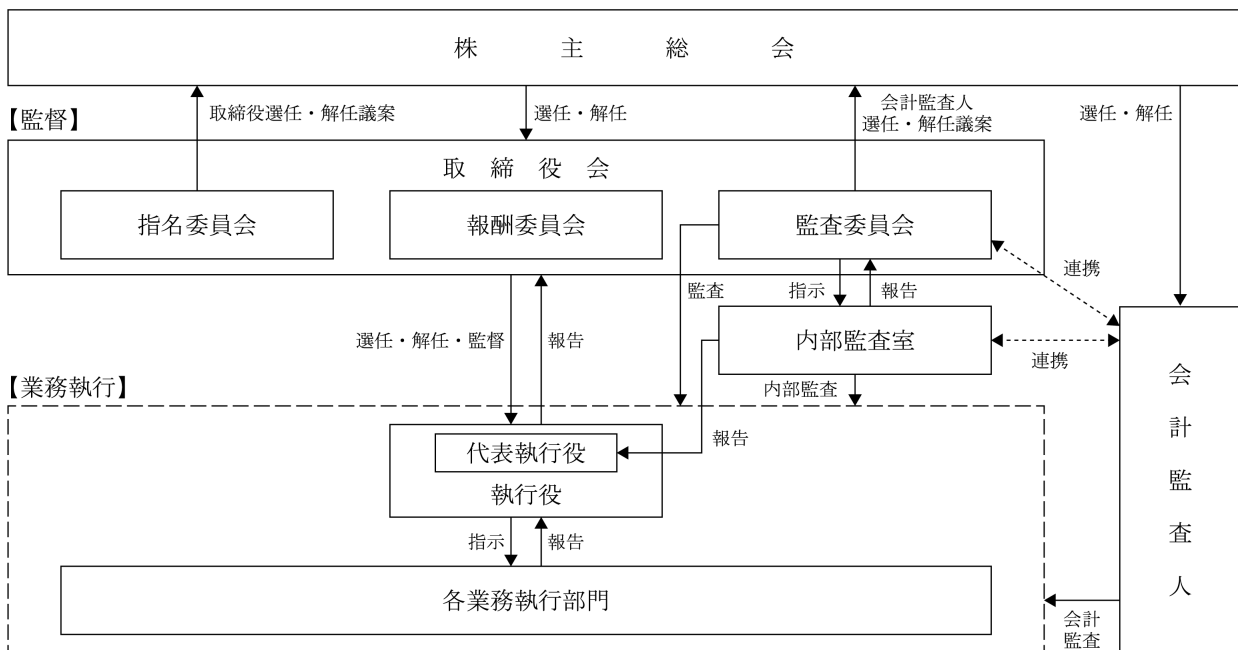 株主総会
取締役選任・解任議案
選任・解任
会計監査人
選任・解任議案
選任・解任
【監督】
取締役会
指名委員会
報酬委員会
監査委員会
連携
監査
指示
報告
選任・解任・監督
報告
内部監査室
連携
【業務執行】
内部監査
報告
代表執行役
執行役
会計監査人
指示
報告
各業務執行部門
会計
監査